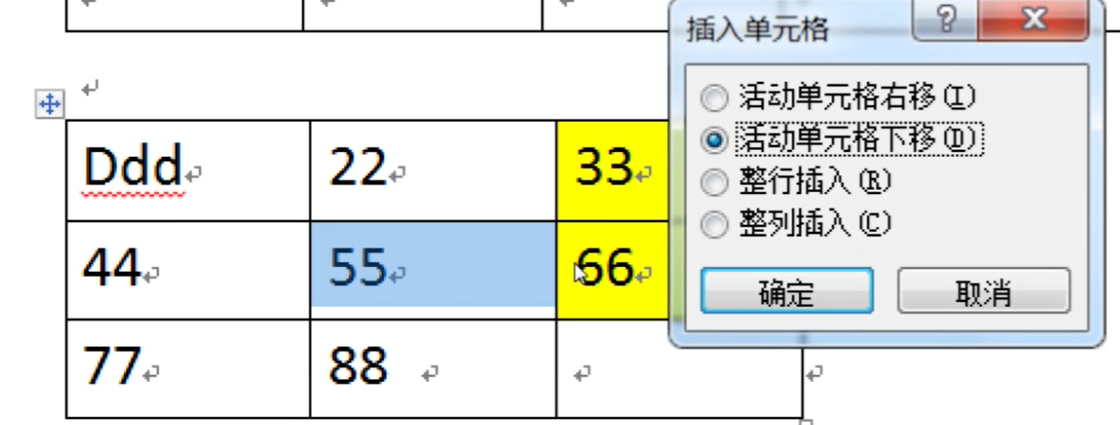 插入单元格
活动单元格右移(I)
活动单元格下移(D)
整行插入(R)
整列插入(C)
确定 取消
Ddd 22 33
44 55 66
77 88